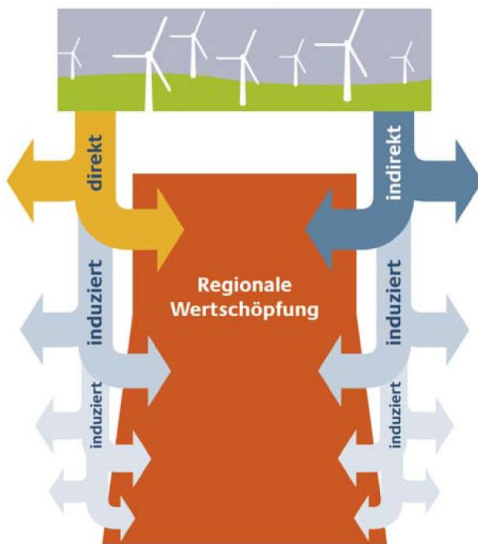 direkt
indirekt
Regionale
Wertschöpfung
induziert
induziert
induziert
induziert